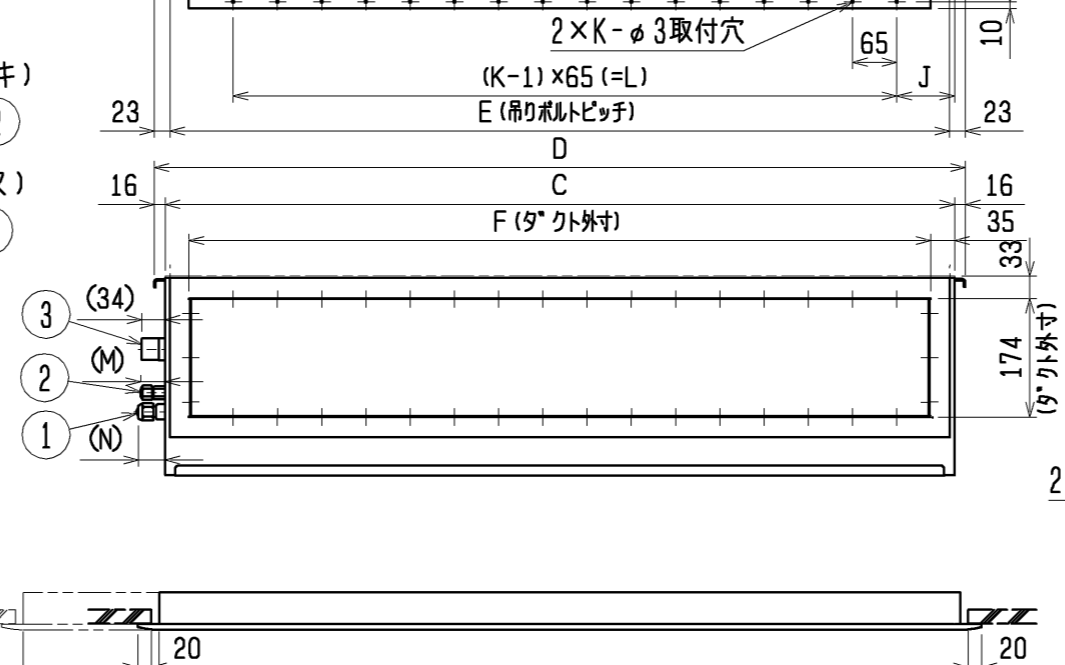 キ)
2×K-φ3取付穴
10
65
(K-1)×65(=L)
J
23
E(吊りボルトピッチ)
23
D
ス)
16
C
16
F(ダクト外寸)
35
33
3
(34)
(M)
2
174
(ダクト外寸)
1
(N)
2
20
20